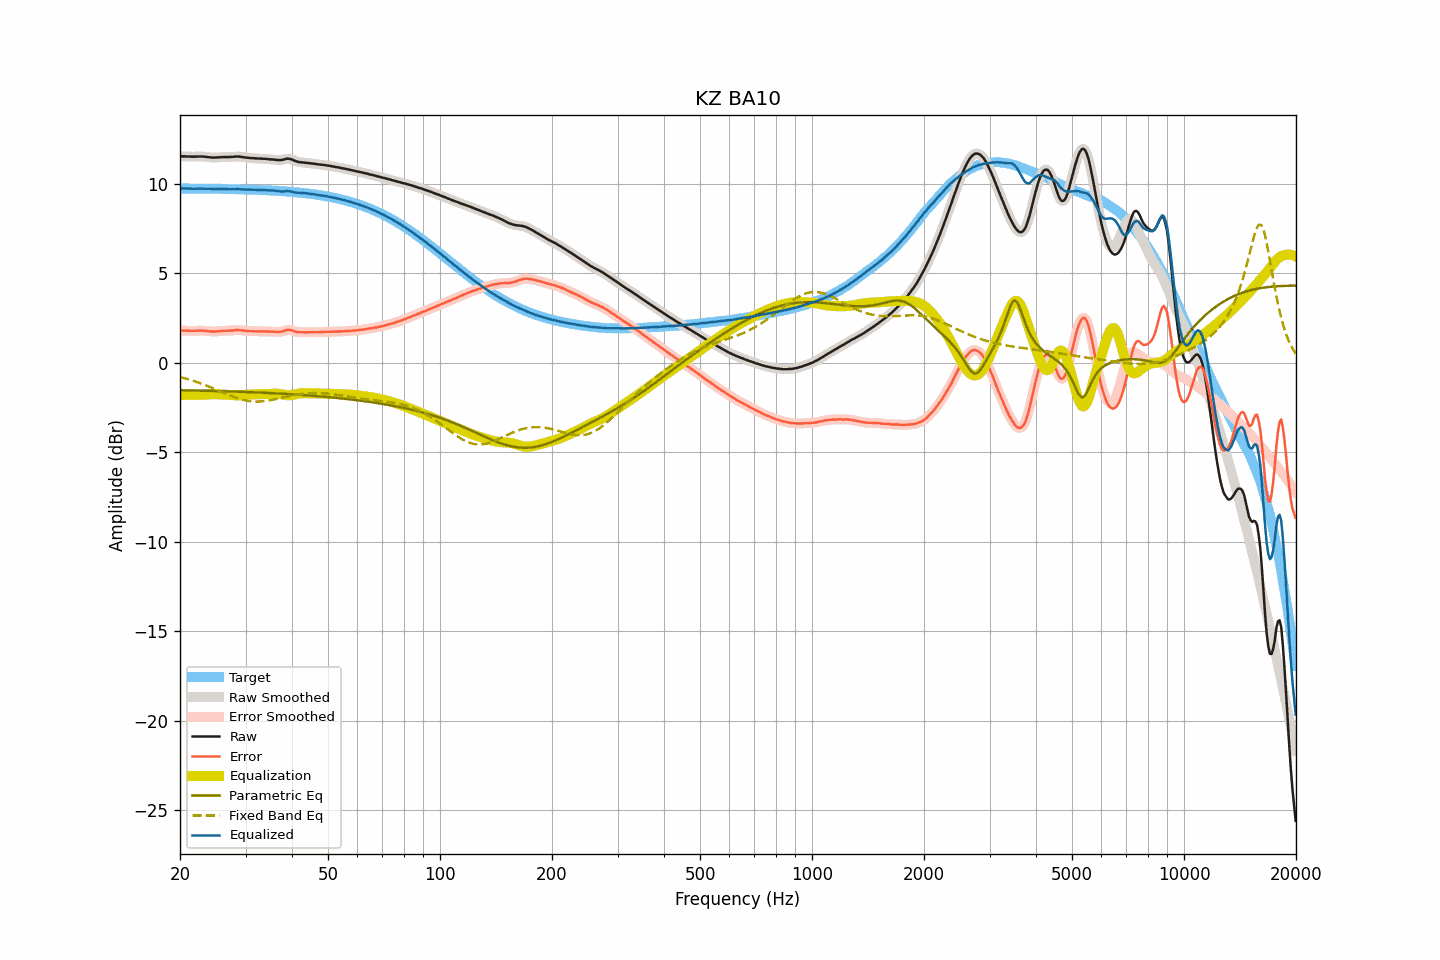 KZ BA10
Amplitude (dBr)
10
5
0
−5
−10
−15
−20
−25
Target
Raw Smoothed
Error Smoothed
Raw
Error
Equalization
Parametric Eq
Fixed Band Eq
Equalized
20 50 100 200 500 1000 2000 5000 10000 20000
Frequency (Hz)